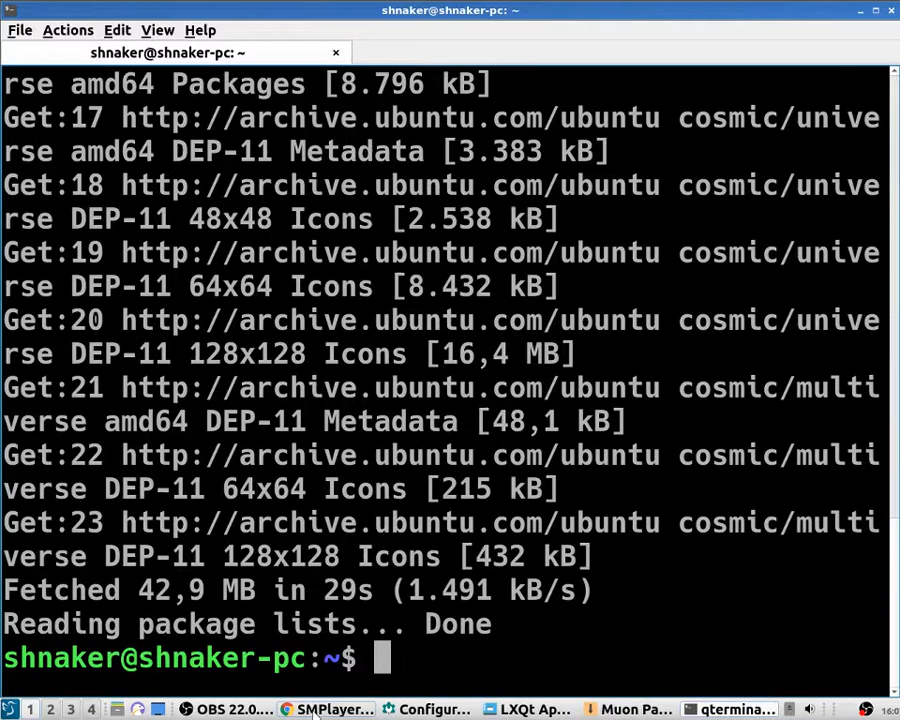 shnaker@shnaker-pc: ~
File Actions Edit View Help
shnaker@shnaker-pc: ~ ×
rse amd64 Packages [8.796 kB]
Get:17 http://archive.ubuntu.com/ubuntu cosmic/unive
rse amd64 DEP-11 Metadata [3.383 kB]
Get:18 http://archive.ubuntu.com/ubuntu cosmic/unive
rse DEP-11 48x48 Icons [2.538 kB]
Get:19 http://archive.ubuntu.com/ubuntu cosmic/unive
rse DEP-11 64x64 Icons [8.432 kB]
Get:20 http://archive.ubuntu.com/ubuntu cosmic/unive
rse DEP-11 128x128 Icons [16,4 MB]
Get:21 http://archive.ubuntu.com/ubuntu cosmic/multi
verse amd64 DEP-11 Metadata [48,1 kB]
Get:22 http://archive.ubuntu.com/ubuntu cosmic/multi
verse DEP-11 64x64 Icons [215 kB]
Get:23 http://archive.ubuntu.com/ubuntu cosmic/multi
verse DEP-11 128x128 Icons [432 kB]
Fetched 42,9 MB in 29s (1.491 kB/s)
Reading package lists... Done
shnaker@shnaker-pc:~$
1 2 3 4 OBS 22.0.... SMPlayer... Configur... LXQt Ap... Muon Pa... qtermina... 16:0